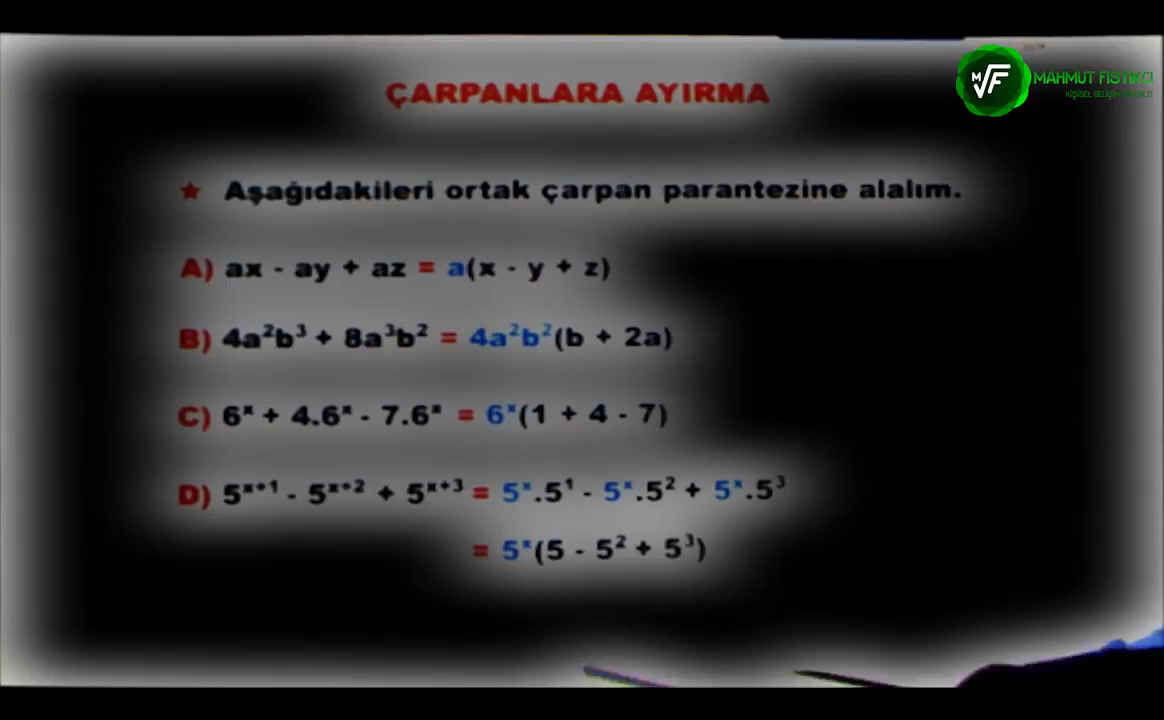 ÇARPANLARA AYIRMA
MAHMUT FISTIKÇI
★ Aşağıdakileri ortak çarpan parantezine alalım.
A) ax - ay + az = a(x - y + z)
B) 4a²b³ + 8a³b² = 4a²b²(b + 2a)
C) 6ˣ + 4.6ˣ - 7.6ˣ = 6ˣ(1 + 4 - 7)
D) 5ˣ⁺¹ - 5ˣ⁺² + 5ˣ⁺³ = 5ˣ.5¹ - 5ˣ.5² + 5ˣ.5³
= 5ˣ(5 - 5² + 5³)